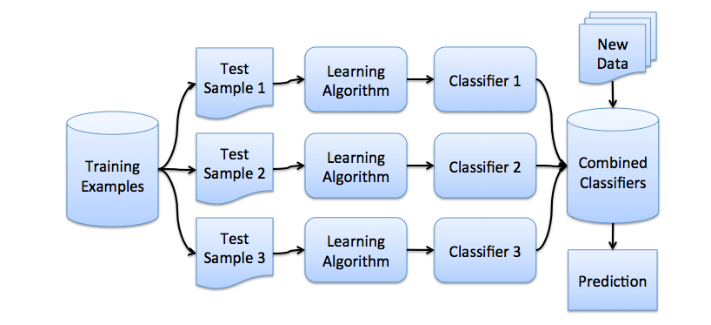 Training
Examples
Test
Sample 1
Learning
Algorithm
Classifier 1
Test
Sample 2
Learning
Algorithm
Classifier 2
Test
Sample 3
Learning
Algorithm
Classifier 3
New
Data
Combined
Classifiers
Prediction